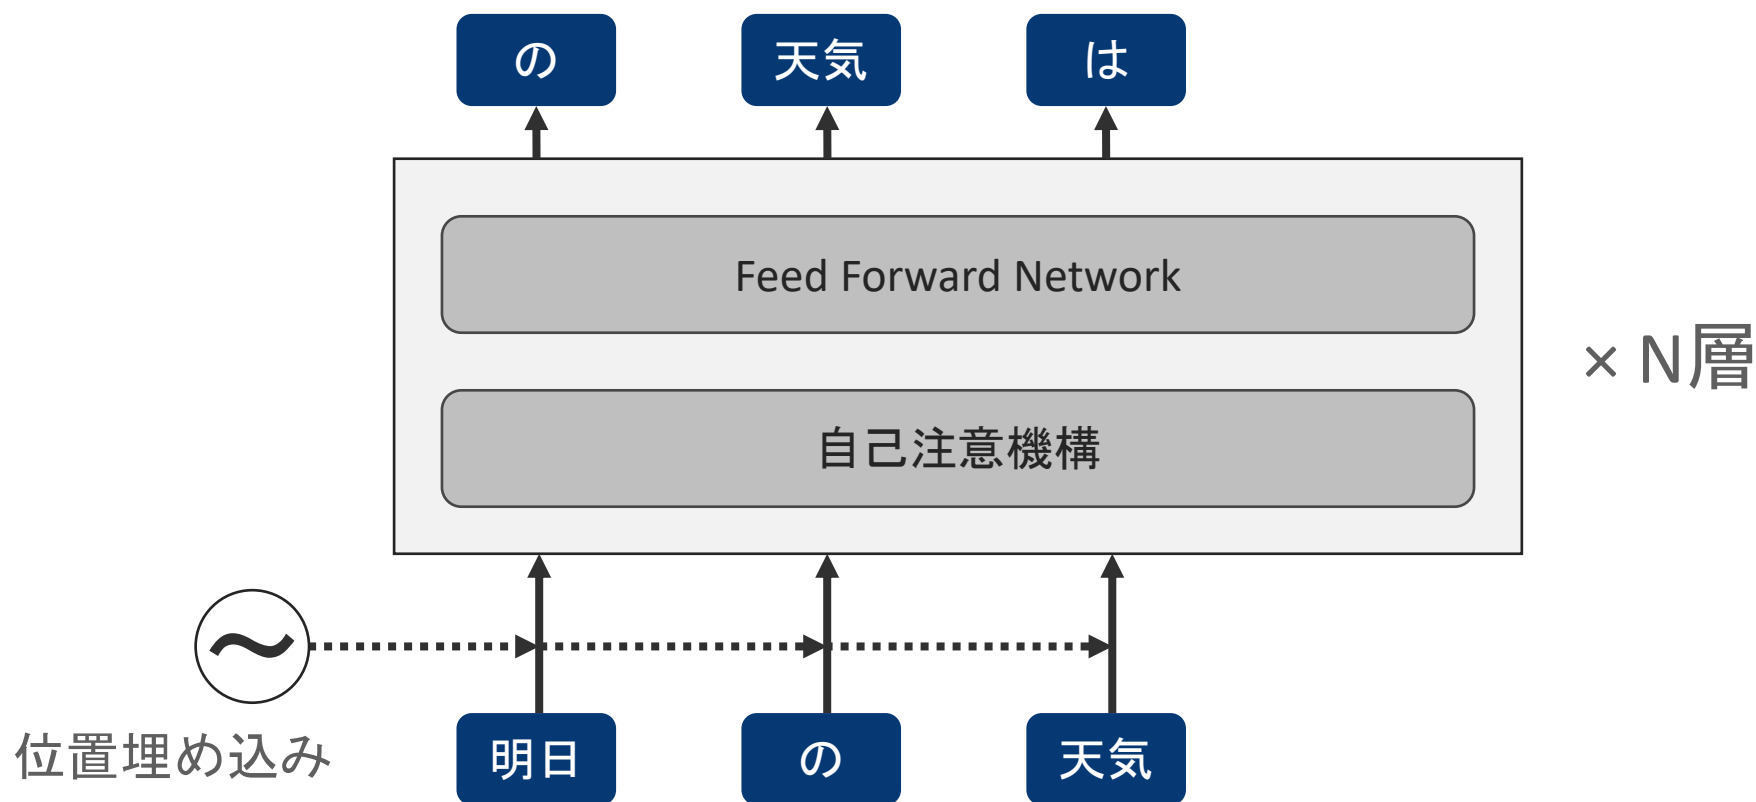 の
天気
は
Feed Forward Network
× N層
自己注意機構
位置埋め込み
明日
の
天気